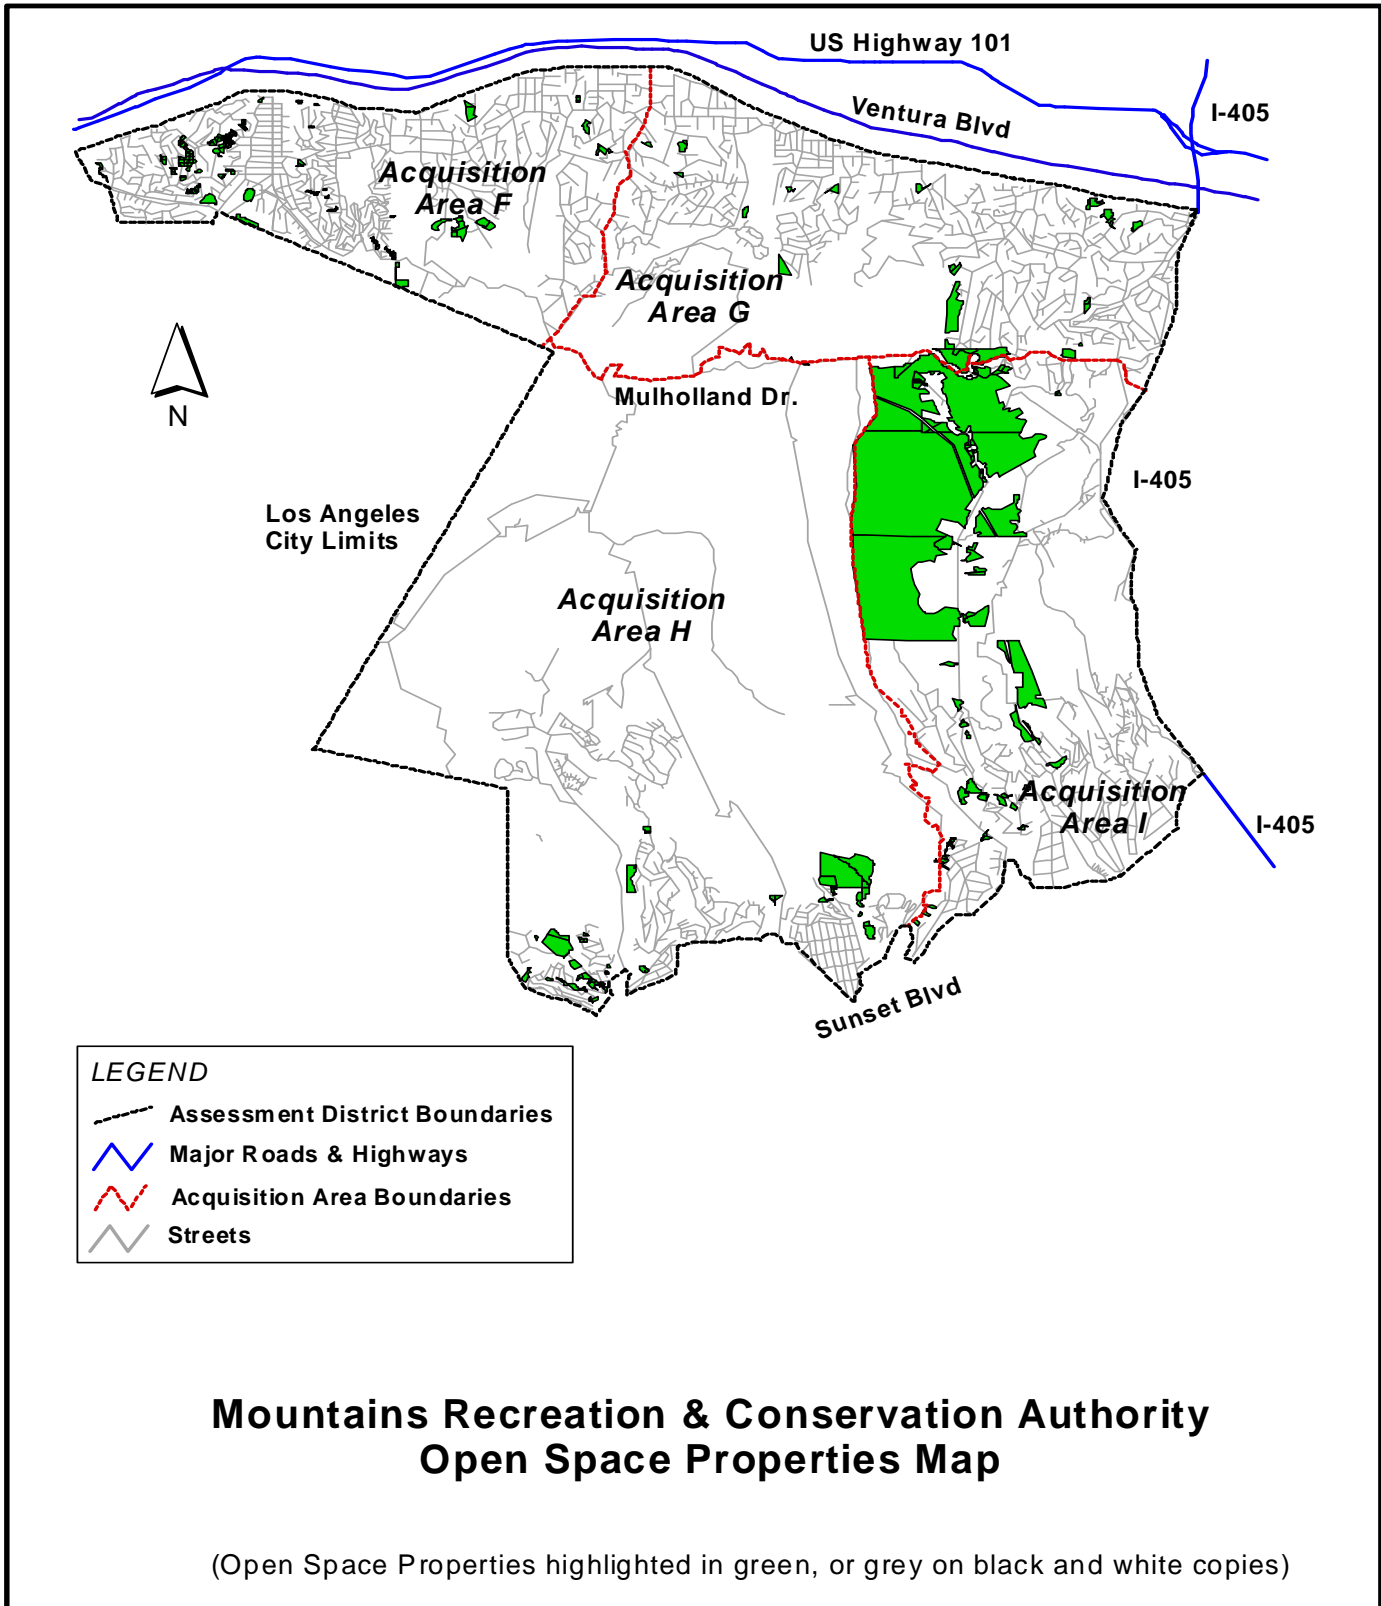 US Highway 101
I-405
Ventura Blvd
Acquisition
Area F
Acquisition
Area G
N
Mulholland Dr.
I-405
Los Angeles
City Limits
Acquisition
Area H
Acquisition
Area I
I-405
Sunset Blvd
LEGEND
Assessment District Boundaries
Major Roads & Highways
Acquisition Area Boundaries
Streets
Mountains Recreation & Conservation Authority
Open Space Properties Map
(Open Space Properties highlighted in green, or grey on black and white copies)